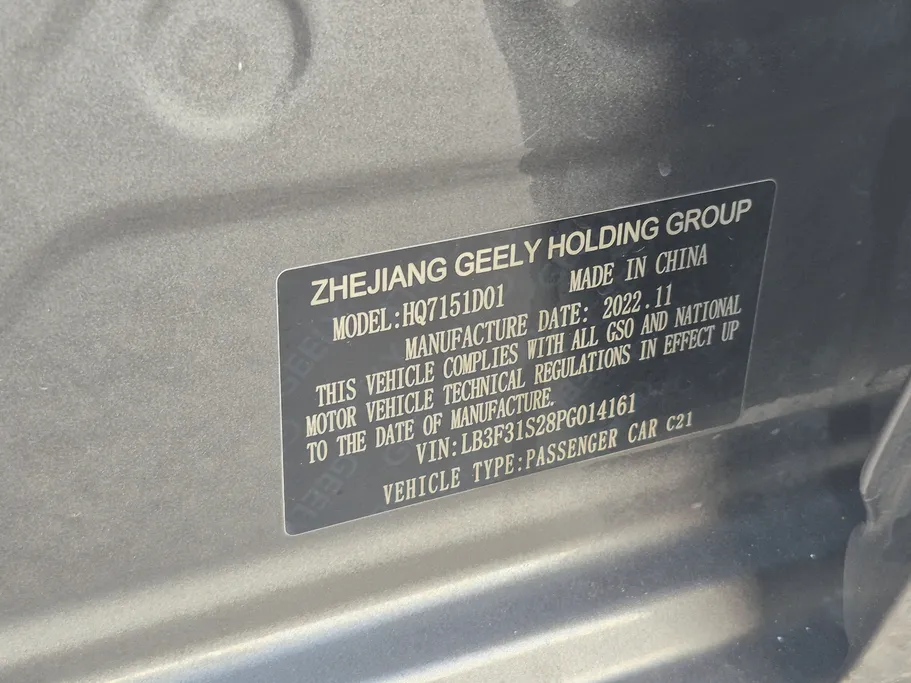 ZHEJIANG GEELY HOLDING GROUP
MODEL:HQ7151D01 MADE IN CHINA
MANUFACTURE DATE: 2022.11
THIS VEHICLE COMPLIES WITH ALL GSO AND NATIONAL
MOTOR VEHICLE TECHNICAL REGULATIONS IN EFFECT UP
TO THE DATE OF MANUFACTURE.
VIN:LB3F31S28PG014161
VEHICLE TYPE:PASSENGER CAR C21